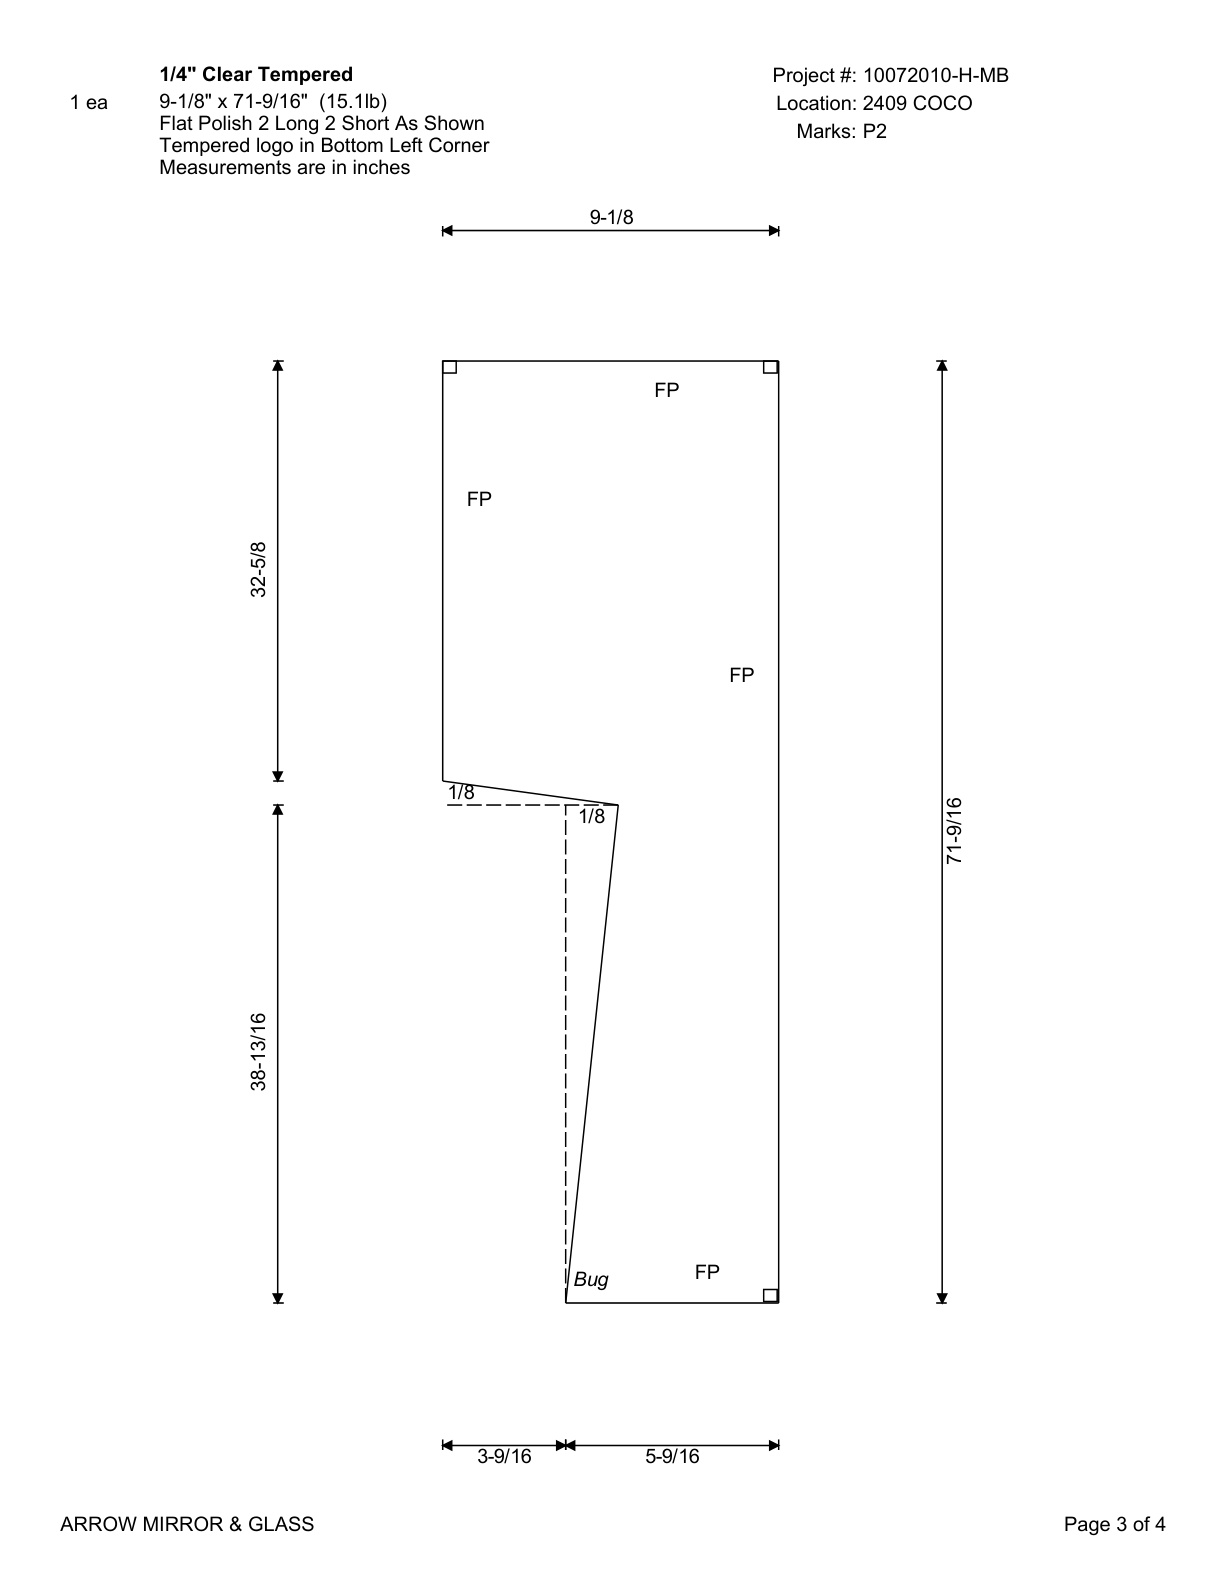 1/4" Clear Tempered
Project #: 10072010-H-MB
1 ea
9-1/8" x 71-9/16"  (15.1lb)
Location: 2409 COCO
Flat Polish 2 Long 2 Short As Shown
Marks: P2
Tempered logo in Bottom Left Corner
Measurements are in inches
9-1/8
FP
FP
32-5/8
FP
1/8
1/8
71-9/16
38-13/16
Bug
FP
3-9/16
5-9/16
ARROW MIRROR & GLASS
Page 3 of 4